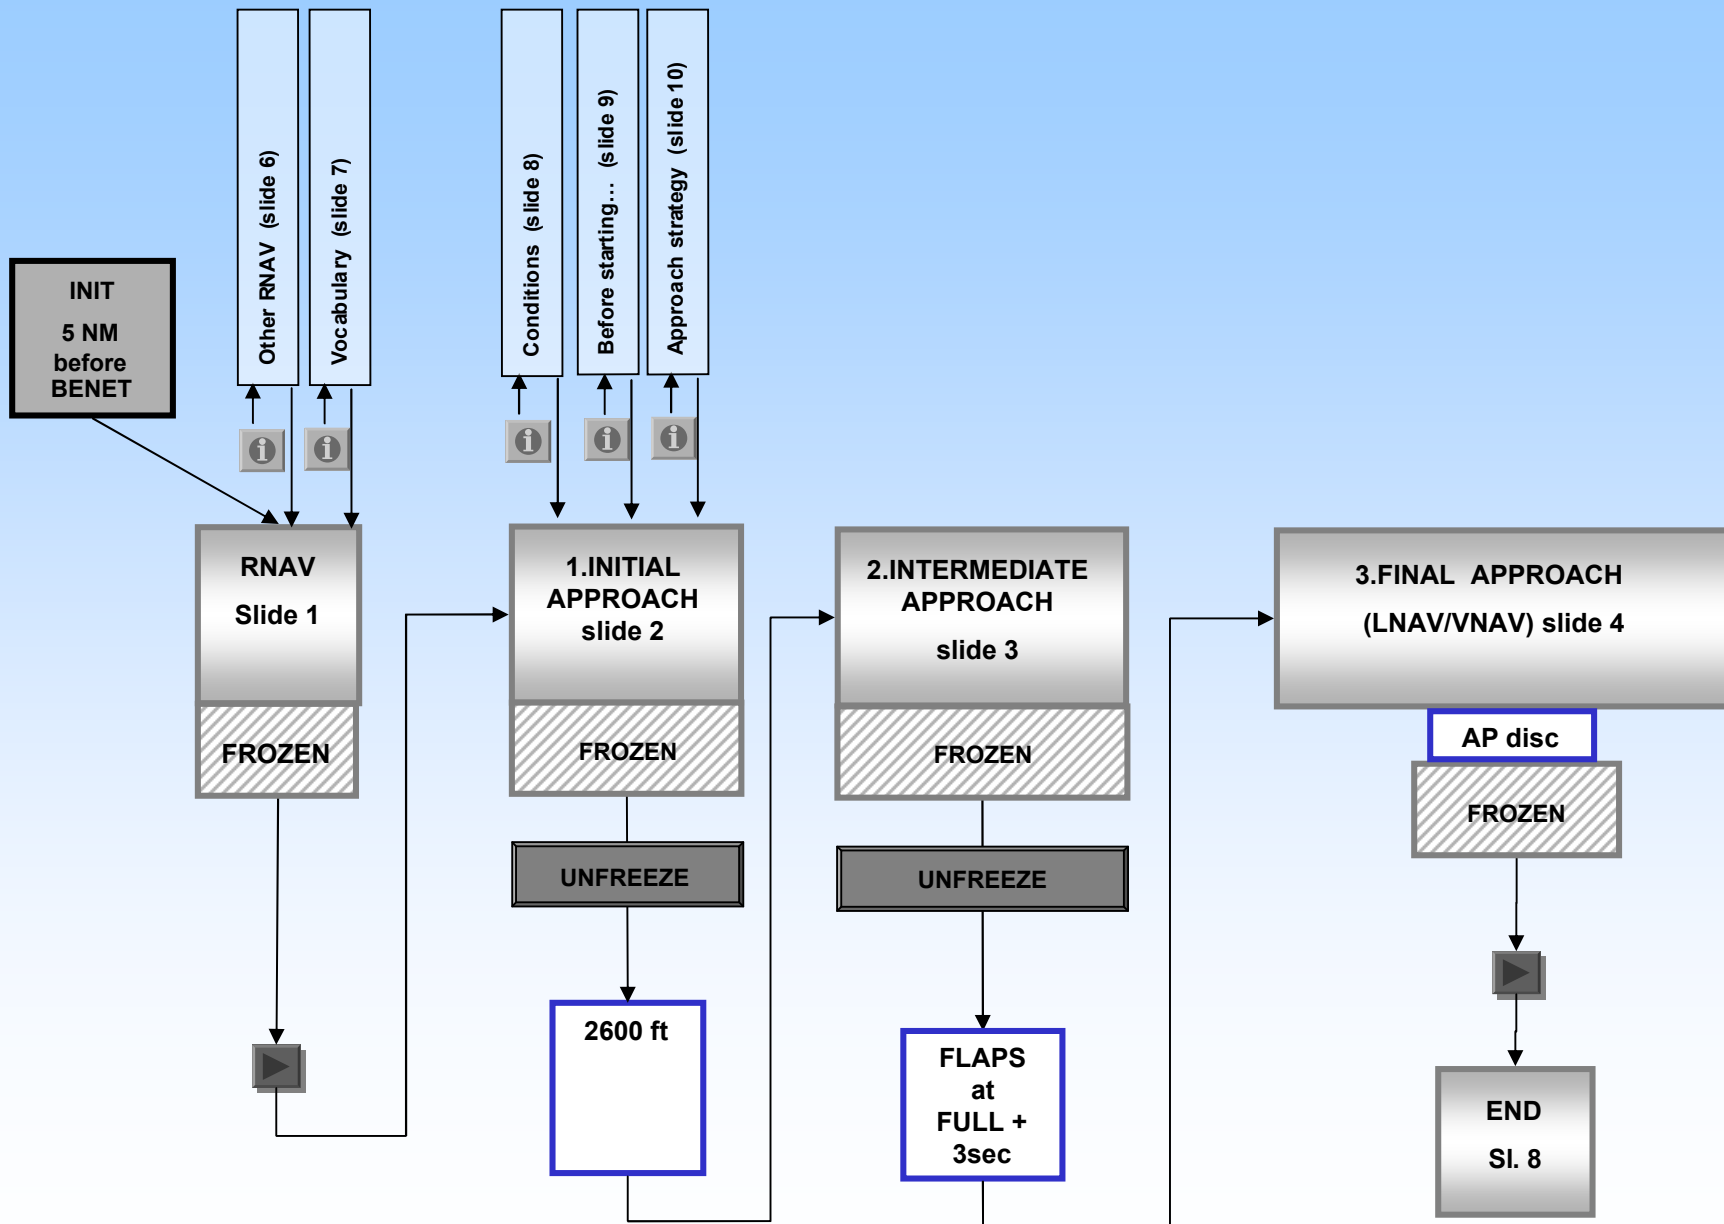 Other RNAV (slide 6)
Vocabulary (slide 7)
Conditions (slide 8)
Before starting... (slide 9)
Approach strategy (slide 10)
INIT
5 NM
before
BENET
RNAV
Slide 1
FROZEN
1.INITIAL
APPROACH
slide 2
FROZEN
UNFREEZE
2600 ft
2.INTERMEDIATE
APPROACH
slide 3
FROZEN
UNFREEZE
FLAPS
at
FULL +
3sec
3.FINAL APPROACH
(LNAV/VNAV) slide 4
AP disc
FROZEN
END
Sl. 8